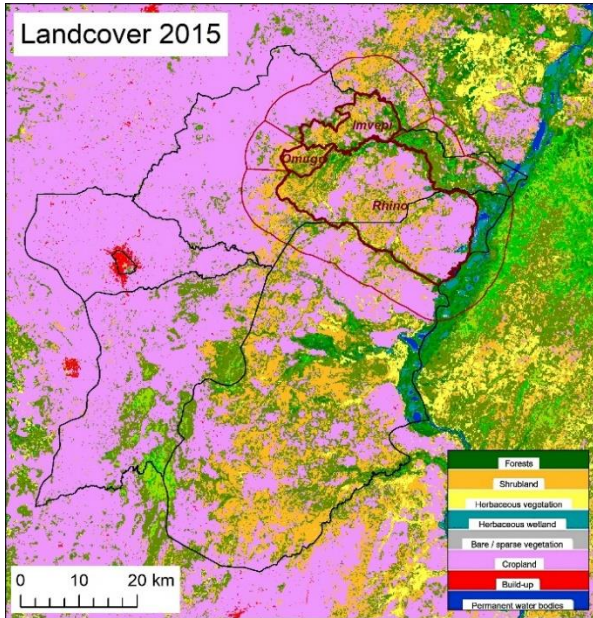 Landcover 2015
Imvepi
Omugo
Rhino
Forests
Shrubland
Herbaceous vegetation
Herbaceous wetland
Bare / sparse vegetation
Cropland
Build-up
Permanent water bodies
0 10 20 km